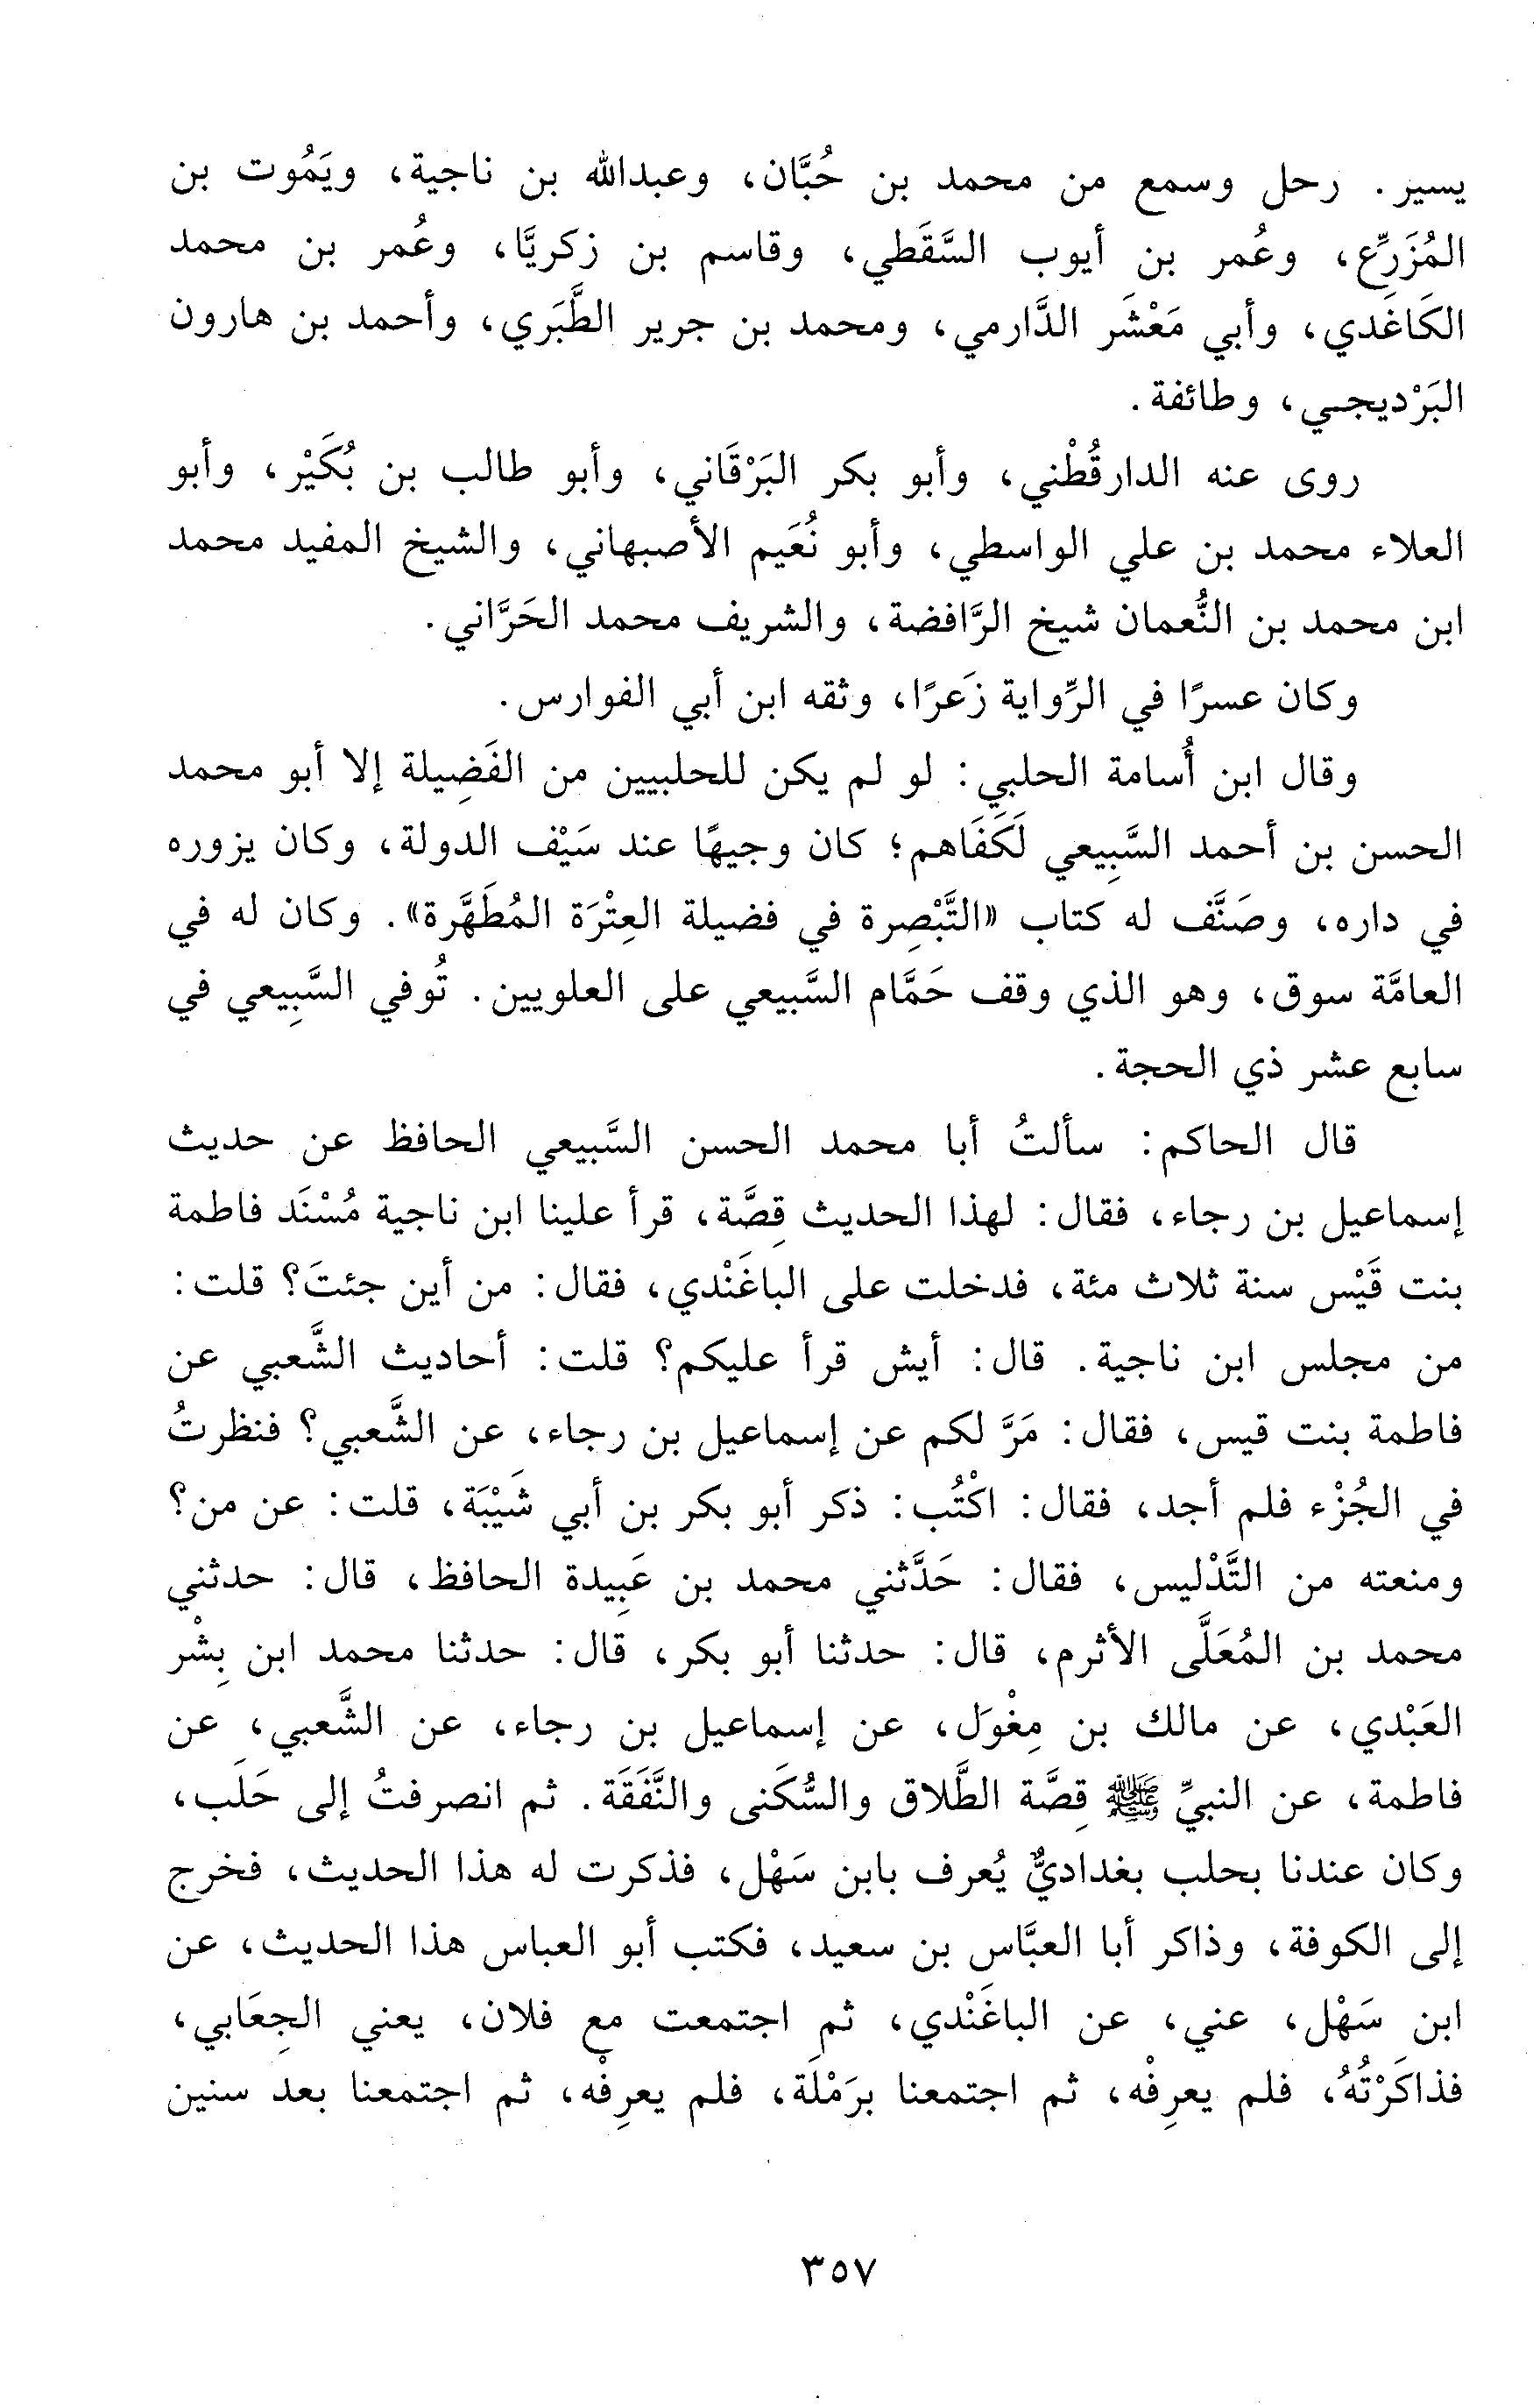 يسير. رحل وسمع من محمد بن حُبَّان، وعبدالله بن ناجية، ويَمُوت بن
المُزَرِّع، وعُمر بن أيوب السَّقَطي، وقاسم بن زكريَّا، وعُمر بن محمد
الكَاغَدي، وأبي مَعْشَر الدَّارمي، ومحمد بن جرير الطَّبَري، وأحمد بن هارون
البَرْديجي، وطائفة.
روى عنه الدارقُطْني، وأبو بكر البَرْقَاني، وأبو طالب بن بُكَيْر، وأبو
العلاء محمد بن علي الواسطي، وأبو نُعَيم الأصبهاني، والشيخ المفيد محمد
ابن محمد بن النُّعمان شيخ الرَّافضة، والشريف محمد الحَرَّاني.
وكان عسرًا في الرِّواية زَعرًا، وثقه ابن أبي الفوارس.
وقال ابن أُسامة الحلبي: لو لم يكن للحلبيين من الفَضِيلة إلا أبو محمد
الحسن بن أحمد السَّبِيعي لَكَفَاهم؛ كان وجيهًا عند سَيْف الدولة، وكان يزوره
في داره، وصَنَّف له كتاب «التَّبْصِرة في فضيلة العِتْرَة المُطَهَّرة». وكان له في
العامَّة سوق، وهو الذي وقف حَمَّام السَّبيعي على العلويين. تُوفي السَّبِيعي في
سابع عشر ذي الحجة.
قال الحاكم: سألتُ أبا محمد الحسن السَّبيعي الحافظ عن حديث
إسماعيل بن رجاء، فقال: لهذا الحديث قِصَّة، قرأ علينا ابن ناجية مُسْنَد فاطمة
بنت قَيْس سنة ثلاث مئة، فدخلت على الباغَنْدي، فقال: من أين جئتَ؟ قلت:
من مجلس ابن ناجية. قال: أيش قرأ عليكم؟ قلت: أحاديث الشَّعبي عن
فاطمة بنت قيس، فقال: مَرَّ لكم عن إسماعيل بن رجاء، عن الشَّعبي؟ فنظرتُ
في الجُزْء فلم أجد، فقال: اكْتُب: ذكر أبو بكر بن أبي شَيْبَة، قلت: عن من؟
ومنعته من التَّدْليس، فقال: حَدَّثني محمد بن عَبِيدة الحافظ، قال: حدثني
محمد بن المُعَلَّى الأثرم، قال: حدثنا أبو بكر، قال: حدثنا محمد ابن بِشْر
العَبْدي، عن مالك بن مِغْوَل، عن إسماعيل بن رجاء، عن الشَّعبي، عن
فاطمة، عن النبيِّ ﷺ قِصَّة الطَّلاق والسُّكَنى والنَّفَقَة. ثم انصرفتُ إلى حَلَب،
وكان عندنا بحلب بغداديٌّ يُعرف بابن سَهْل، فذكرت له هذا الحديث، فخرج
إلى الكوفة، وذاكر أبا العبَّاس بن سعيد، فكتب أبو العباس هذا الحديث، عن
ابن سَهْل، عني، عن الباغَنْدي، ثم اجتمعت مع فلان، يعني الجِعَابي،
فذاكَرْتُهُ، فلم يعرِفْه، ثم اجتمعنا برَمْلَة، فلم يعرِفْه، ثم اجتمعنا بعد سنين
٣٥٧